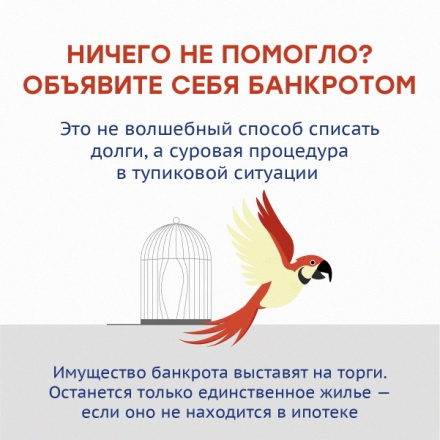 НИЧЕГО НЕ ПОМОГЛО?
ОБЪЯВИТЕ СЕБЯ БАНКРОТОМ
Это не волшебный способ списать
долги, а суровая процедура
в тупиковой ситуации
Имущество банкрота выставят на торги.
Останется только единственное жилье —
если оно не находится в ипотеке